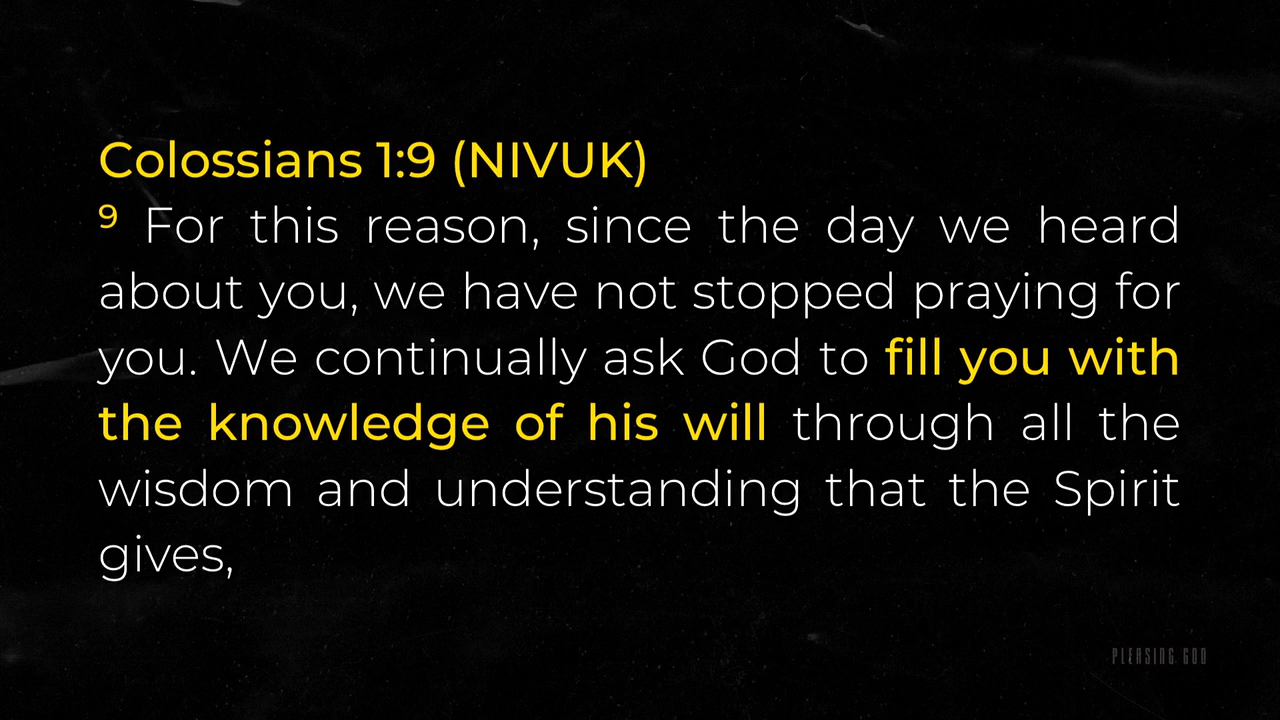 Colossians 1:9 (NIVUK)
9 For this reason, since the day we heard
about you, we have not stopped praying for
you. We continually ask God to fill you with
the knowledge of his will through all the
wisdom and understanding that the Spirit
gives,
PLEASING GOD